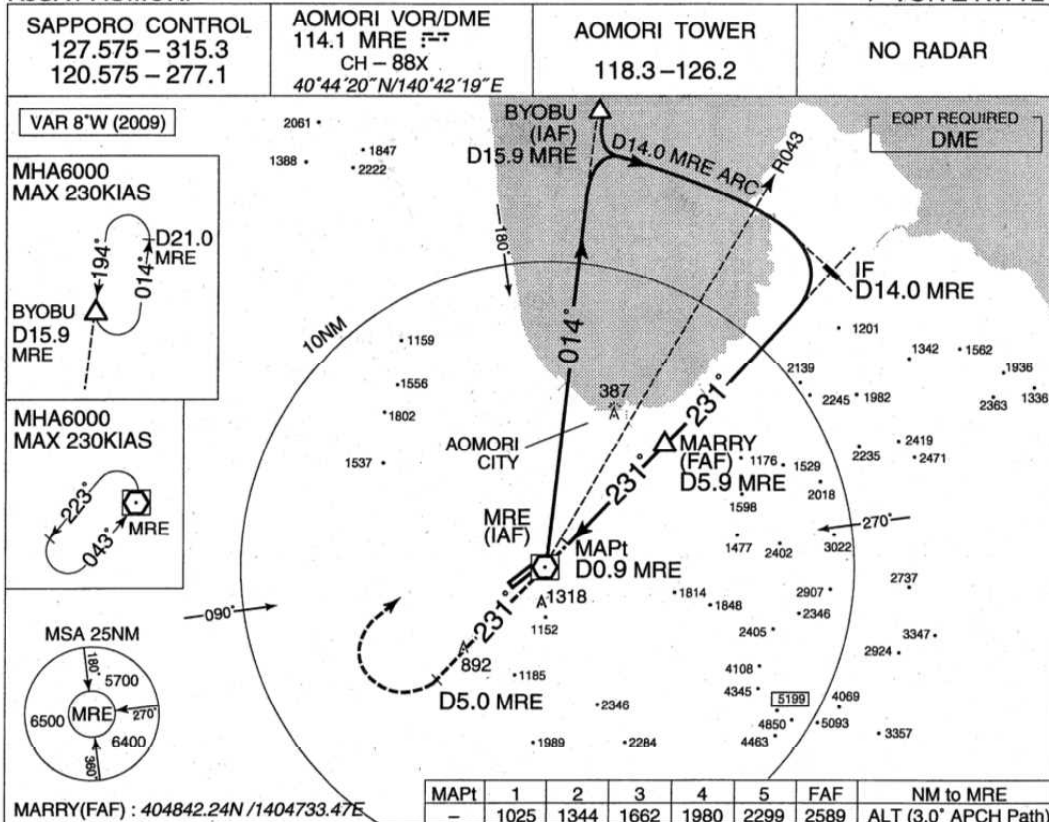 SAPPORO CONTROL
127.575 – 315.3
120.575 – 277.1
AOMORI VOR/DME
114.1 MRE
CH – 88X
40°44′20″N/140°42′19″E
AOMORI TOWER
118.3 –126.2
NO RADAR
VAR 8°W (2009)
EQPT REQUIRED
DME
MHA6000
MAX 230KIAS
194°
014°
D21.0
MRE
BYOBU
D15.9
MRE
MHA6000
MAX 230KIAS
223°
043°
MRE
MSA 25NM
180°
5700
MRE
270°
6500
6400
360°
MARRY(FAF) : 404842.24N /1404733.47E
2061
1388
1847
2222
BYOBU
(IAF)
D15.9 MRE
D14.0 MRE ARC
R043
180°
IF
D14.0 MRE
10NM
014°
1201
1159
1342
1562
1936
1336
2363
1556
1802
1537
387
2139
2245
1982
231°
AOMORI
CITY
MARRY
(FAF)
D5.9 MRE
2419
2235
2471
1176
1529
2018
1598
231°
270°
MRE
(IAF)
MAPt
D0.9 MRE
1477
2402
3022
1318
1152
1814
1848
2907
2346
2737
090°
231°
892
2405
3347
2924
1185
D5.0 MRE
4108
4345
5199
4069
2346
4850
5093
4463
3357
1989
2284
MAPt 1 2 3 4 5 FAF NM to MRE
– 1025 1344 1662 1980 2299 2589 ALT (3.0° APCH Path)